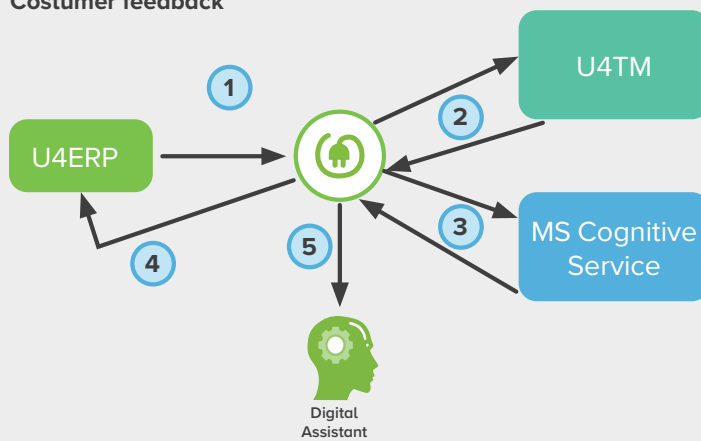 Costumer feedback
1
U4TM
2
U4ERP
3
MS Cognitive
Service
4
5
Digital
Assistant